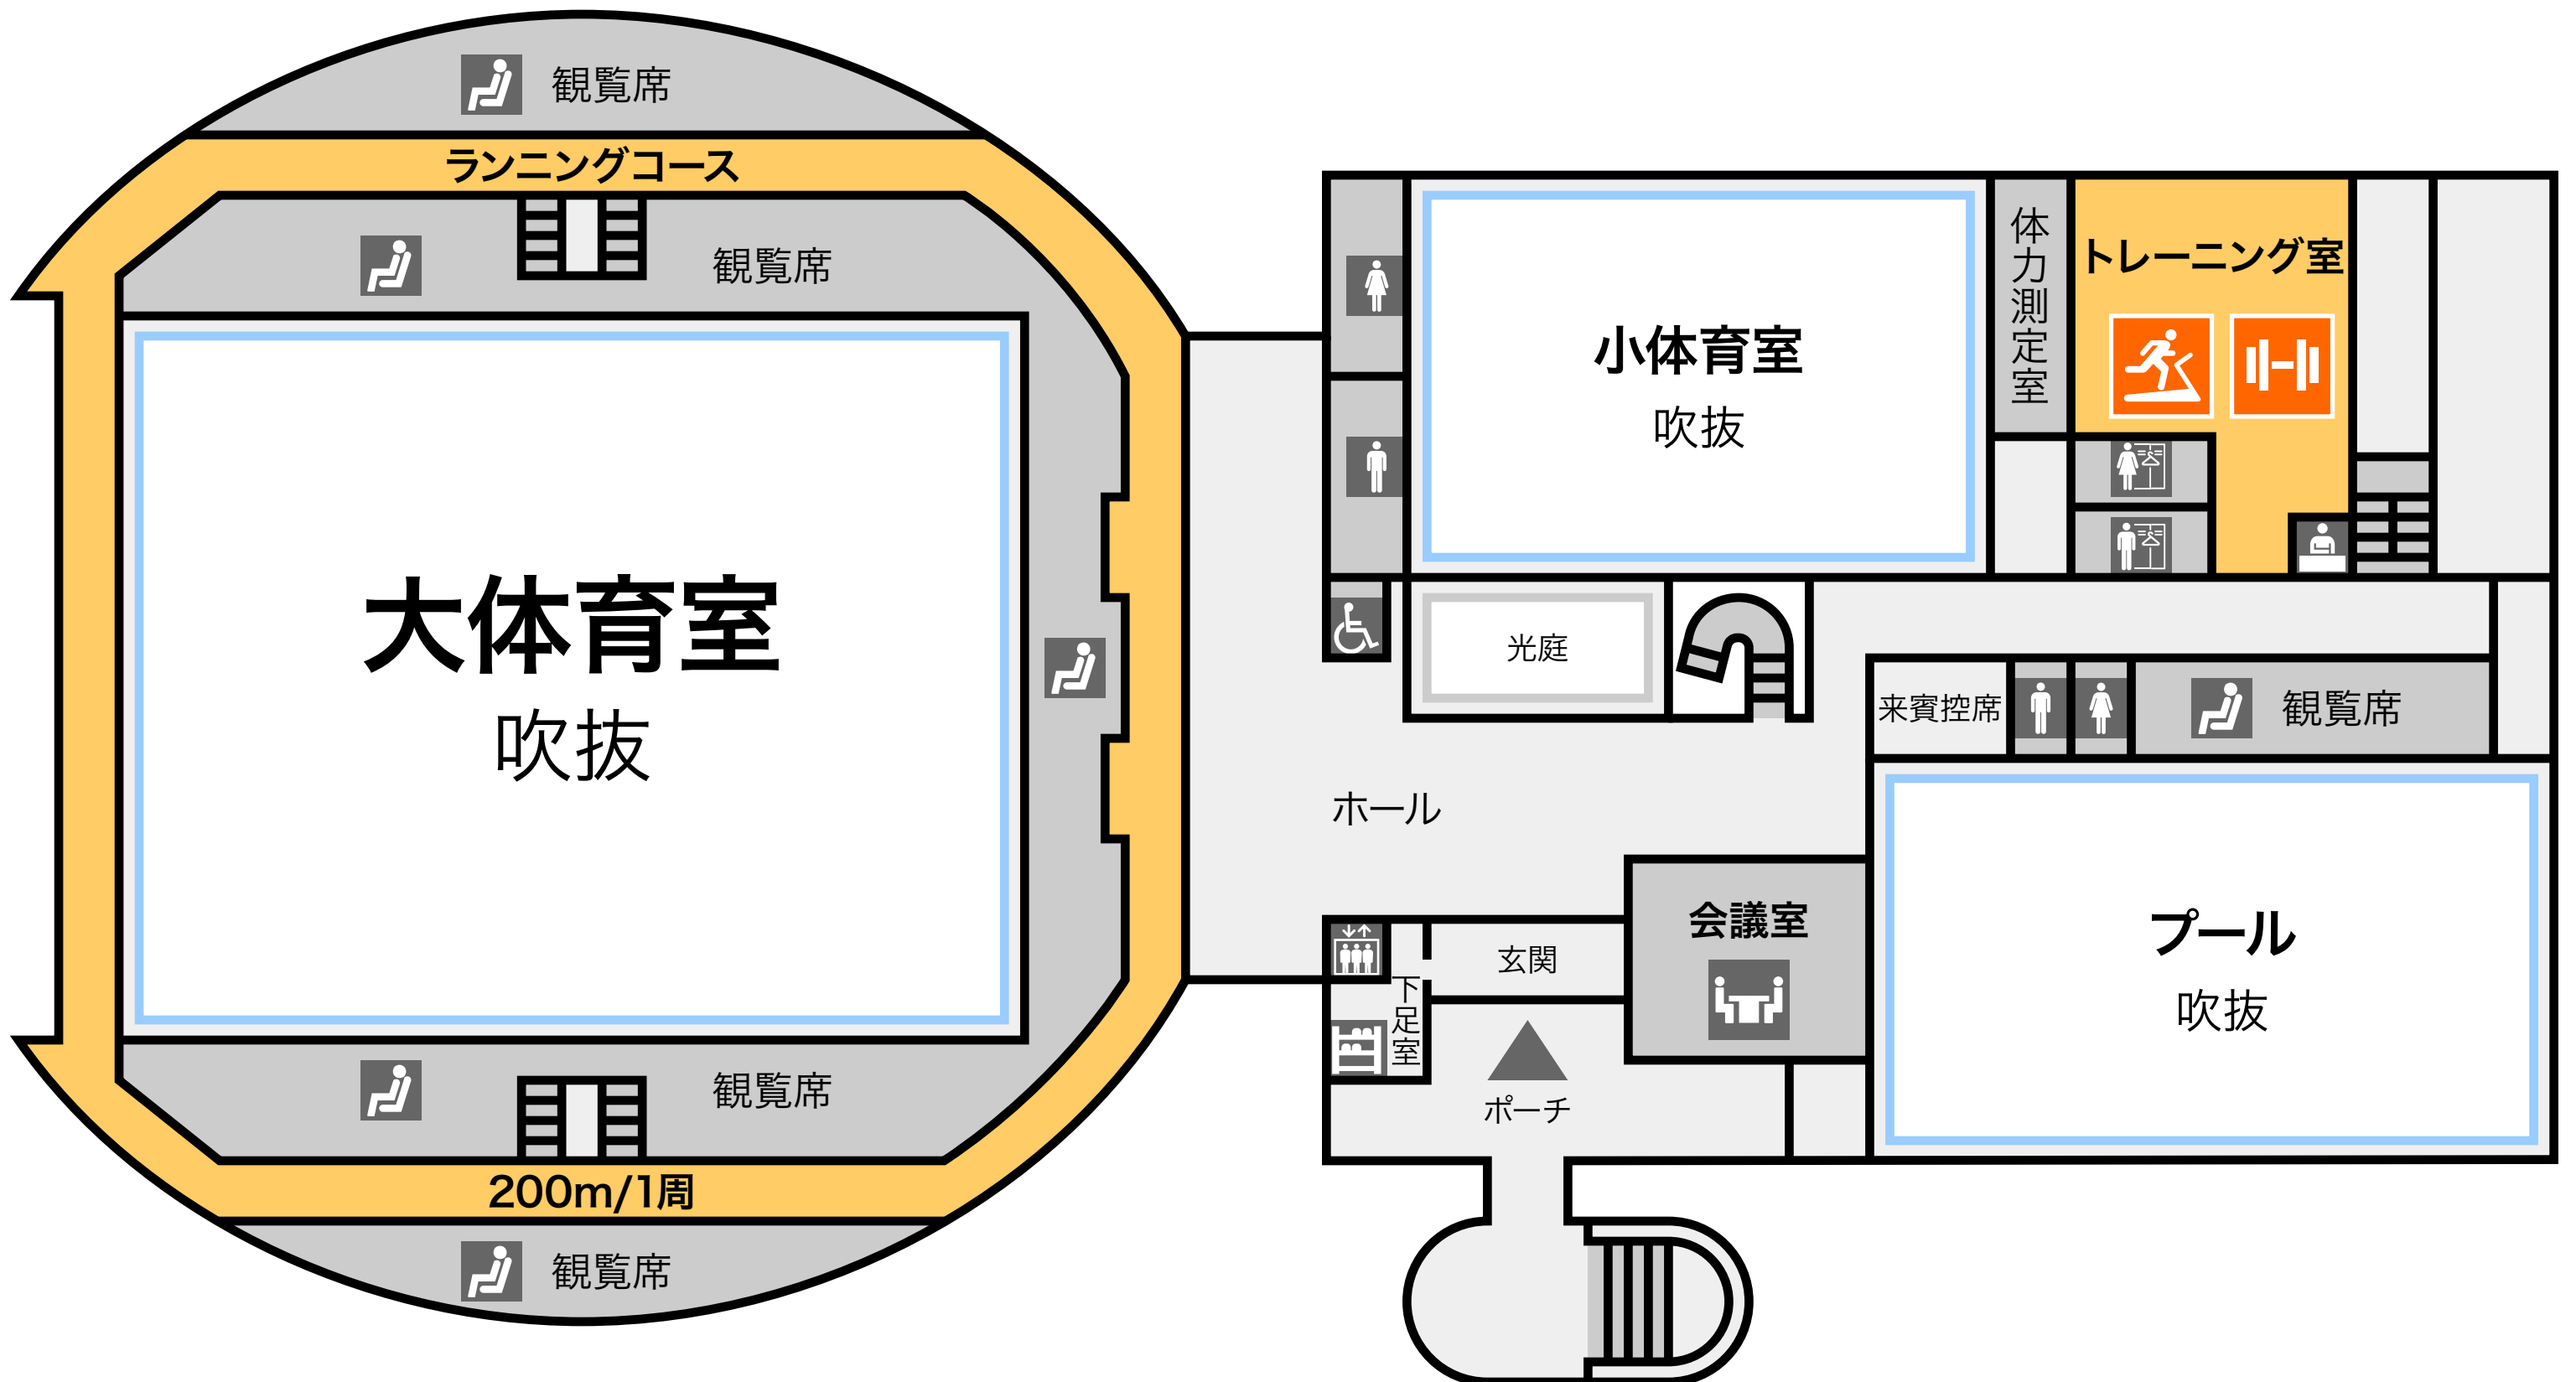 観覧席
ランニングコース
観覧席
大体育室
吹抜
観覧席
200m/1周
観覧席
小体育室
吹抜
体力測定室
トレーニング室
光庭
来賓控席
観覧席
ホール
会議室
玄関
下足室
ポーチ
プール
吹抜